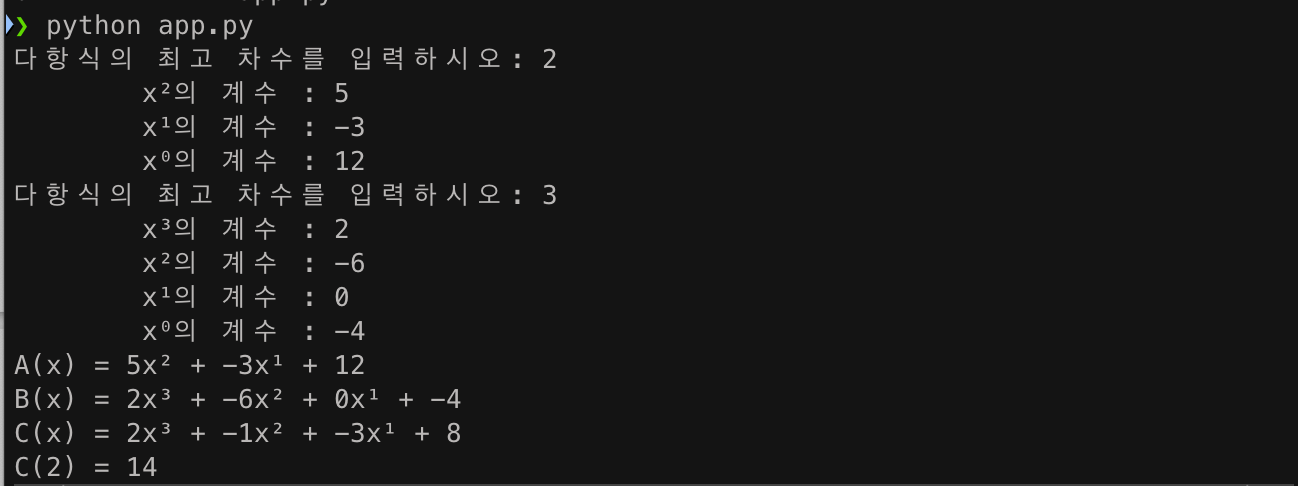 ❯ python app.py
다항식의 최고 차수를 입력하시오: 2
x²의 계수 : 5
x¹의 계수 : -3
x⁰의 계수 : 12
다항식의 최고 차수를 입력하시오: 3
x³의 계수 : 2
x²의 계수 : -6
x¹의 계수 : 0
x⁰의 계수 : -4
A(x) = 5x² + -3x¹ + 12
B(x) = 2x³ + -6x² + 0x¹ + -4
C(x) = 2x³ + -1x² + -3x¹ + 8
C(2) = 14